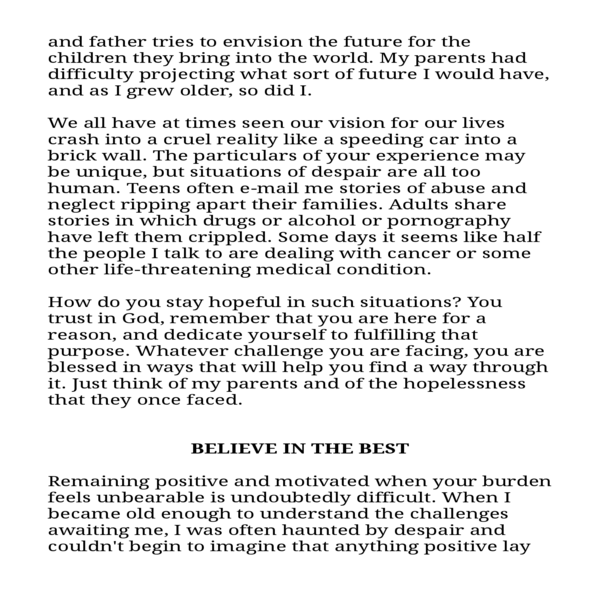 and father tries to envision the future for the
children they bring into the world. My parents had
difficulty projecting what sort of future I would have,
and as I grew older, so did I.
We all have at times seen our vision for our lives
crash into a cruel reality like a speeding car into a
brick wall. The particulars of your experience may
be unique, but situations of despair are all too
human. Teens often e-mail me stories of abuse and
neglect ripping apart their families. Adults share
stories in which drugs or alcohol or pornography
have left them crippled. Some days it seems like half
the people I talk to are dealing with cancer or some
other life-threatening medical condition.
How do you stay hopeful in such situations? You
trust in God, remember that you are here for a
reason, and dedicate yourself to fulfilling that
purpose. Whatever challenge you are facing, you are
blessed in ways that will help you find a way through
it. Just think of my parents and of the hopelessness
that they once faced.
BELIEVE IN THE BEST
Remaining positive and motivated when your burden
feels unbearable is undoubtedly difficult. When I
became old enough to understand the challenges
awaiting me, I was often haunted by despair and
couldn't begin to imagine that anything positive lay